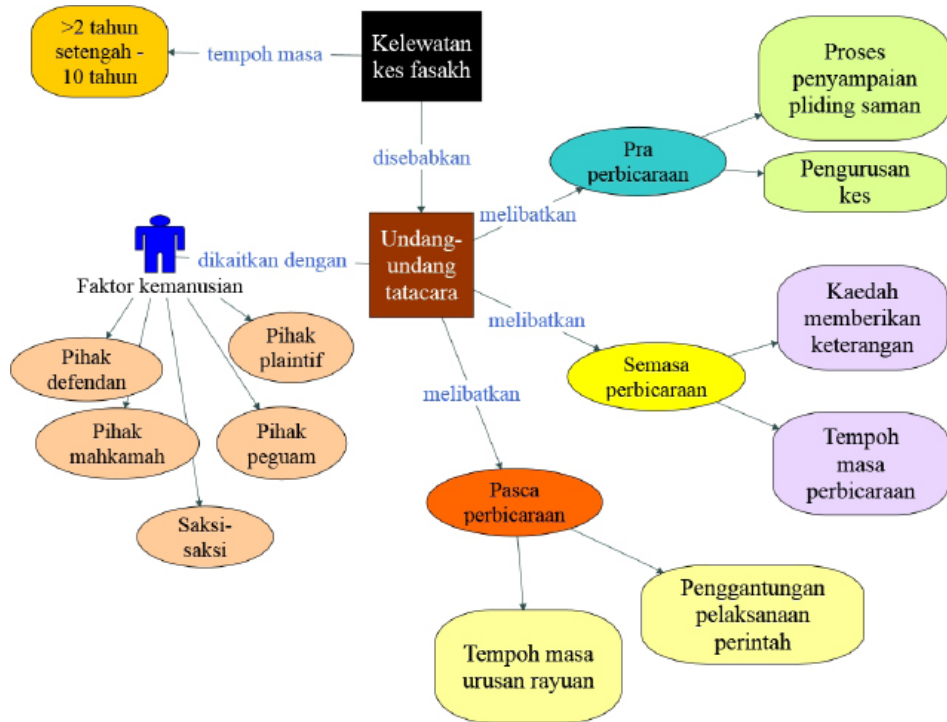 >2 tahun
setengah -
10 tahun
tempoh masa
Kelewatan
kes fasakh
disebabkan
Undang-
undang
tatacara
melibatkan
Pra
perbicaraan
Proses
penyampaian
pliding saman
Pengurusan
kes
dikaitkan dengan
Faktor kemanusian
Pihak
defendan
Pihak
mahkamah
Saksi-
saksi
Pihak
peguam
Pihak
plaintif
melibatkan
Semasa
perbicaraan
Kaedah
memberikan
keterangan
Tempoh
masa
perbicaraan
melibatkan
Pasca
perbicaraan
Tempoh masa
urusan rayuan
Penggantungan
pelaksanaan
perintah